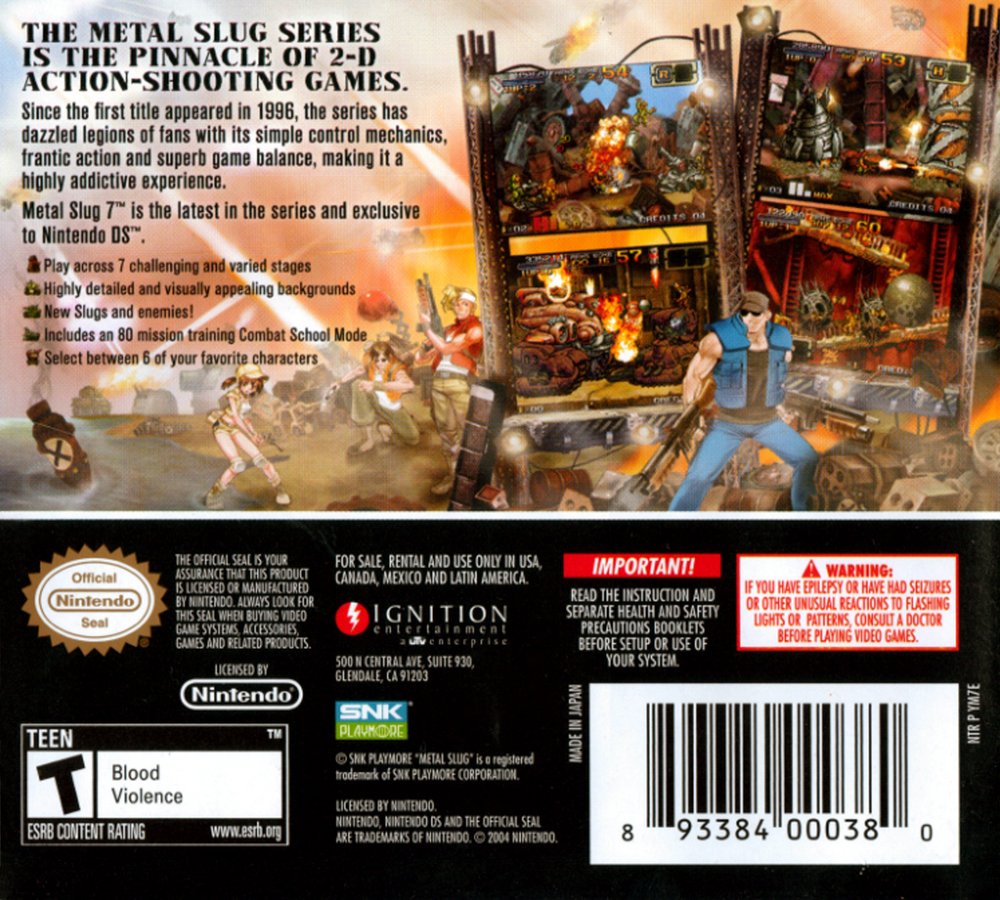 THE METAL SLUG SERIES
IS THE PINNACLE OF 2-D
ACTION-SHOOTING GAMES.
Since the first title appeared in 1996, the series has
dazzled legions of fans with its simple control mechanics,
frantic action and superb game balance, making it a
highly addictive experience.
Metal Slug 7™ is the latest in the series and exclusive
to Nintendo DS™.
Play across 7 challenging and varied stages
Highly detailed and visually appealing backgrounds
New Slugs and enemies!
Includes an 80 mission training Combat School Mode
Select between 6 of your favorite characters
54
CREDITS 04
53
MAX
CREDITS 04
57
60
Official
Nintendo
Seal
THE OFFICIAL SEAL IS YOUR
ASSURANCE THAT THIS PRODUCT
IS LICENSED OR MANUFACTURED
BY NINTENDO. ALWAYS LOOK FOR
THIS SEAL WHEN BUYING VIDEO
GAME SYSTEMS, ACCESSORIES,
GAMES AND RELATED PRODUCTS.
LICENSED BY
Nintendo®
TEEN ™
T
Blood
Violence
ESRB CONTENT RATING www.esrb.org
FOR SALE, RENTAL AND USE ONLY IN USA,
CANADA, MEXICO AND LATIN AMERICA.
IGNITION
entertainment
a utv enterprise
500 N CENTRAL AVE, SUITE 930,
GLENDALE, CA 91203
SNK®
PLAYMORE
© SNK PLAYMORE "METAL SLUG" is a registered
trademark of SNK PLAYMORE CORPORATION.
LICENSED BY NINTENDO.
NINTENDO, NINTENDO DS AND THE OFFICIAL SEAL
ARE TRADEMARKS OF NINTENDO. © 2004 NINTENDO.
IMPORTANT!
READ THE INSTRUCTION AND
SEPARATE HEALTH AND SAFETY
PRECAUTIONS BOOKLETS
BEFORE SETUP OR USE OF
YOUR SYSTEM.
WARNING:
IF YOU HAVE EPILEPSY OR HAVE HAD SEIZURES
OR OTHER UNUSUAL REACTIONS TO FLASHING
LIGHTS OR PATTERNS, CONSULT A DOCTOR
BEFORE PLAYING VIDEO GAMES.
MADE IN JAPAN
NTR P YM7E
8 93384 00038 0